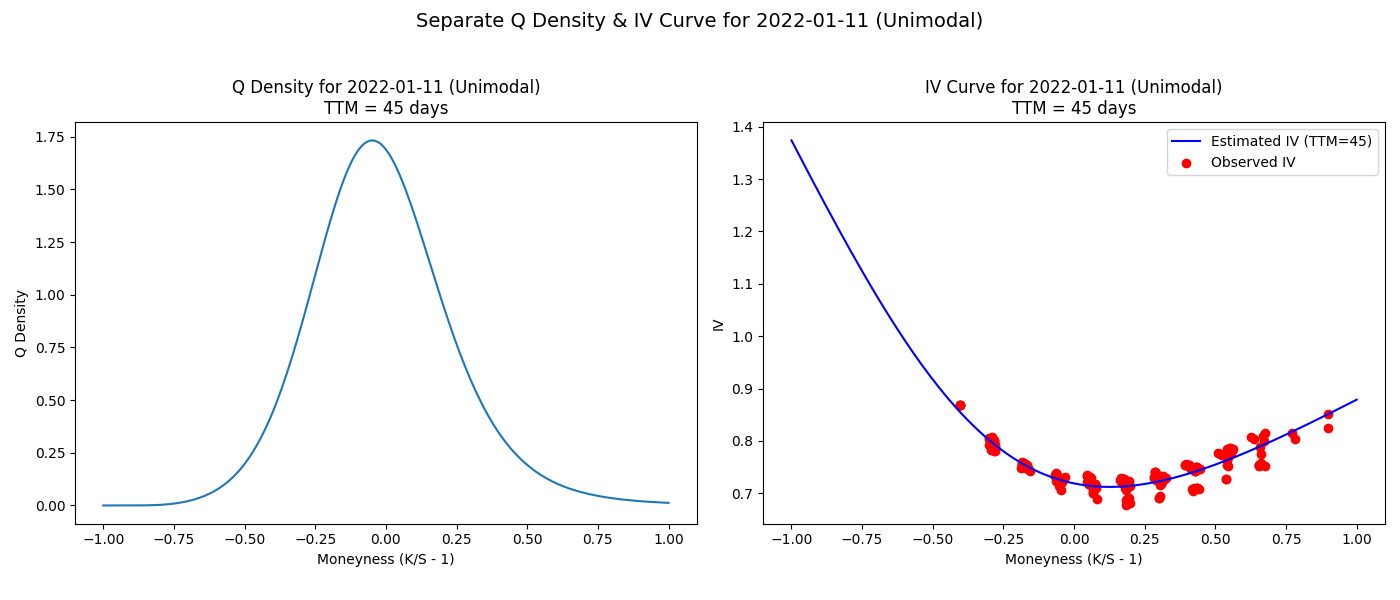 Separate Q Density & IV Curve for 2022-01-11 (Unimodal)
Q Density for 2022-01-11 (Unimodal)
TTM = 45 days
Q Density
1.75
1.50
1.25
1.00
0.75
0.50
0.25
0.00
−1.00 −0.75 −0.50 −0.25 0.00 0.25 0.50 0.75 1.00
Moneyness (K/S - 1)
IV Curve for 2022-01-11 (Unimodal)
TTM = 45 days
Estimated IV (TTM=45)
Observed IV
IV
1.4
1.3
1.2
1.1
1.0
0.9
0.8
0.7
−1.00 −0.75 −0.50 −0.25 0.00 0.25 0.50 0.75 1.00
Moneyness (K/S - 1)